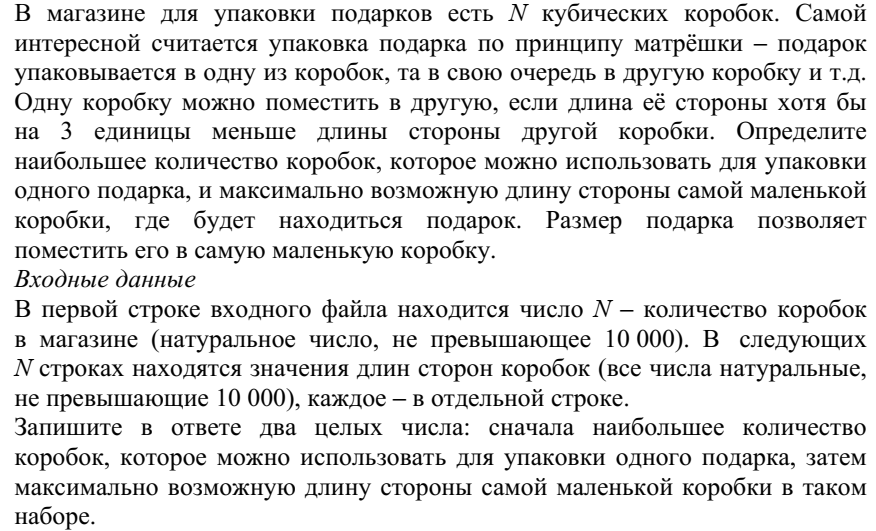 В магазине для упаковки подарков есть N кубических коробок. Самой
интересной считается упаковка подарка по принципу матрёшки – подарок
упаковывается в одну из коробок, та в свою очередь в другую коробку и т.д.
Одну коробку можно поместить в другую, если длина её стороны хотя бы
на 3 единицы меньше длины стороны другой коробки. Определите
наибольшее количество коробок, которое можно использовать для упаковки
одного подарка, и максимально возможную длину стороны самой маленькой
коробки, где будет находиться подарок. Размер подарка позволяет
поместить его в самую маленькую коробку.
Входные данные
В первой строке входного файла находится число N – количество коробок
в магазине (натуральное число, не превышающее 10 000). В следующих
N строках находятся значения длин сторон коробок (все числа натуральные,
не превышающие 10 000), каждое – в отдельной строке.
Запишите в ответе два целых числа: сначала наибольшее количество
коробок, которое можно использовать для упаковки одного подарка, затем
максимально возможную длину стороны самой маленькой коробки в таком
наборе.